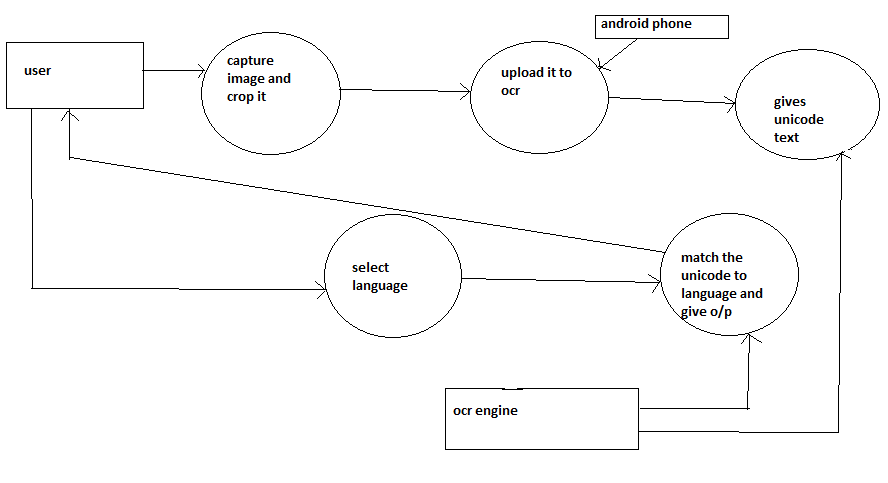 android phone
user
capture
image and
crop it
upload it to
ocr
gives
unicode
text
select
language
match the
unicode to
language and
give o/p
ocr engine